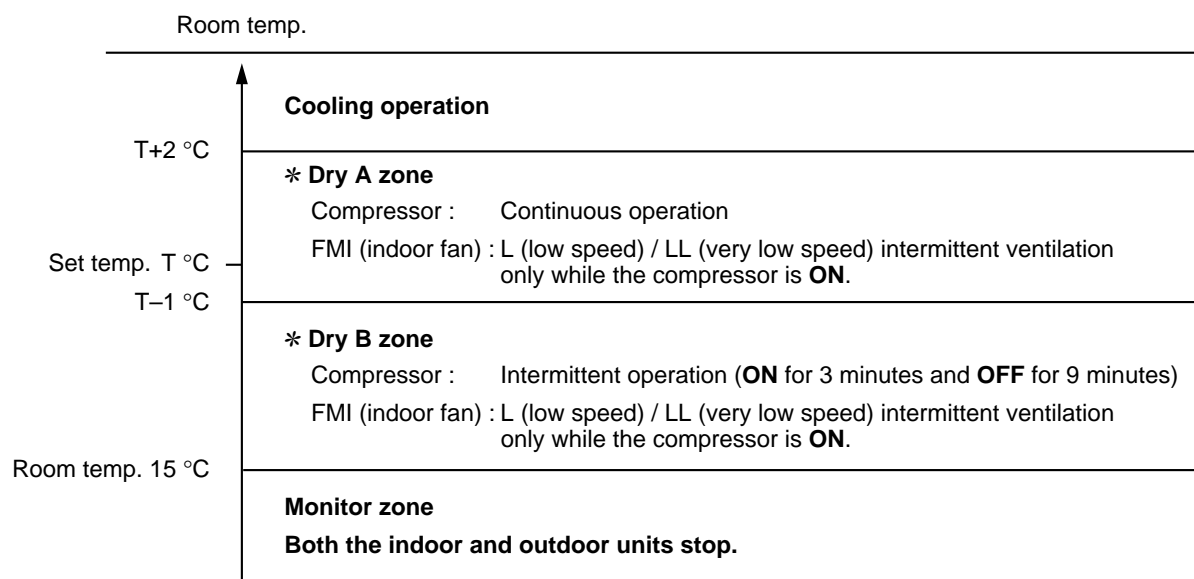 Room temp.
Cooling operation
T+2 °C
✻ Dry A zone
Compressor : Continuous operation
FMI (indoor fan) : L (low speed) / LL (very low speed) intermittent ventilation
only while the compressor is ON.
Set temp. T °C
T–1 °C
✻ Dry B zone
Compressor : Intermittent operation (ON for 3 minutes and OFF for 9 minutes)
FMI (indoor fan) : L (low speed) / LL (very low speed) intermittent ventilation
only while the compressor is ON.
Room temp. 15 °C
Monitor zone
Both the indoor and outdoor units stop.